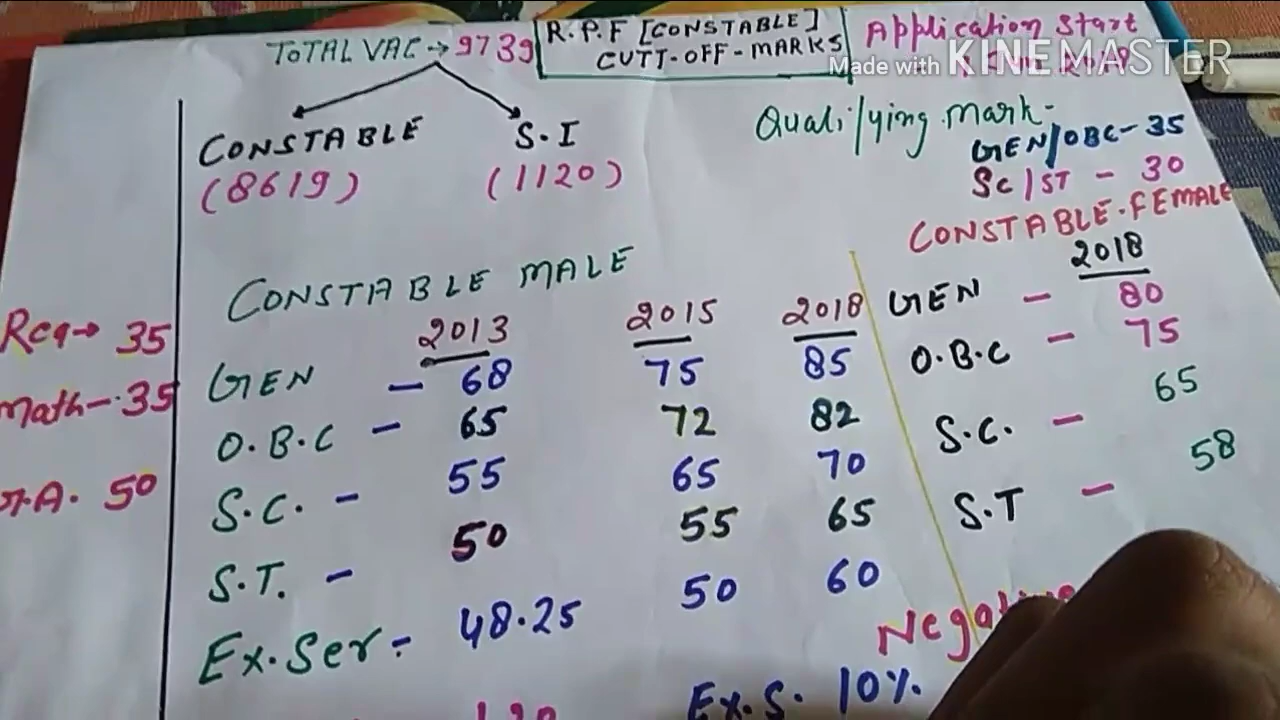 TOTAL VAC → 9739
R.P.F [CONSTABLE]
CUTT-OFF-MARKS
Application Start
Made with KINEMASTER
CONSTABLE S.I
(8619) (1120)
Qualifying mark-
GEN/OBC - 35
SC/ST - 30
CONSTABLE MALE
2013 2015 2018
GEN - 68 75 85
O.B.C - 65 72 82
S.C. - 55 65 70
S.T. - 50 55 65
Ex.Ser - 48.25 50 60
CONSTABLE.FEMALE
2018
GEN - 80
O.B.C - 75
S.C. - 65
S.T - 58
→ 35
Math - 35
.A. 50
Ex.S. 10%